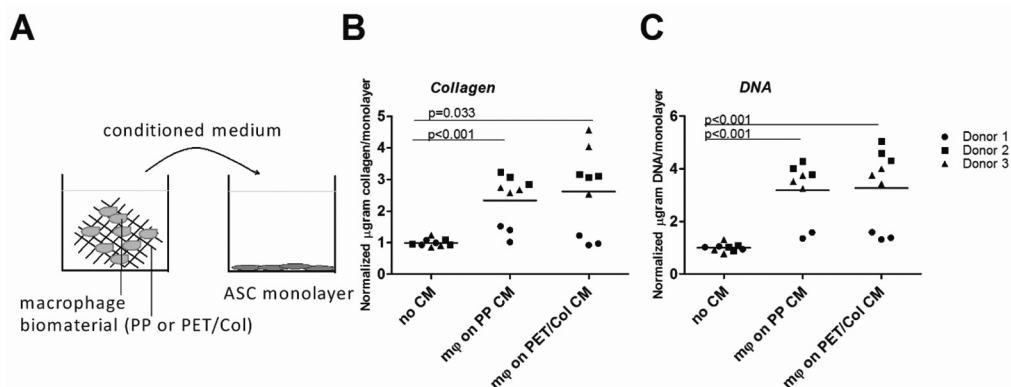 A
conditioned medium
macrophage
biomaterial (PP or PET/Col)
ASC monolayer
B
Collagen
Normalized µgram collagen/monolayer
5
4
3
2
1
0
p=0.033
p<0.001
no CM
mφ on PP CM
mφ on PET/Col CM
C
DNA
Normalized µgram DNA/monolayer
6
4
2
0
p<0.001
p<0.001
no CM
mφ on PP CM
mφ on PET/Col CM
Donor 1
Donor 2
Donor 3